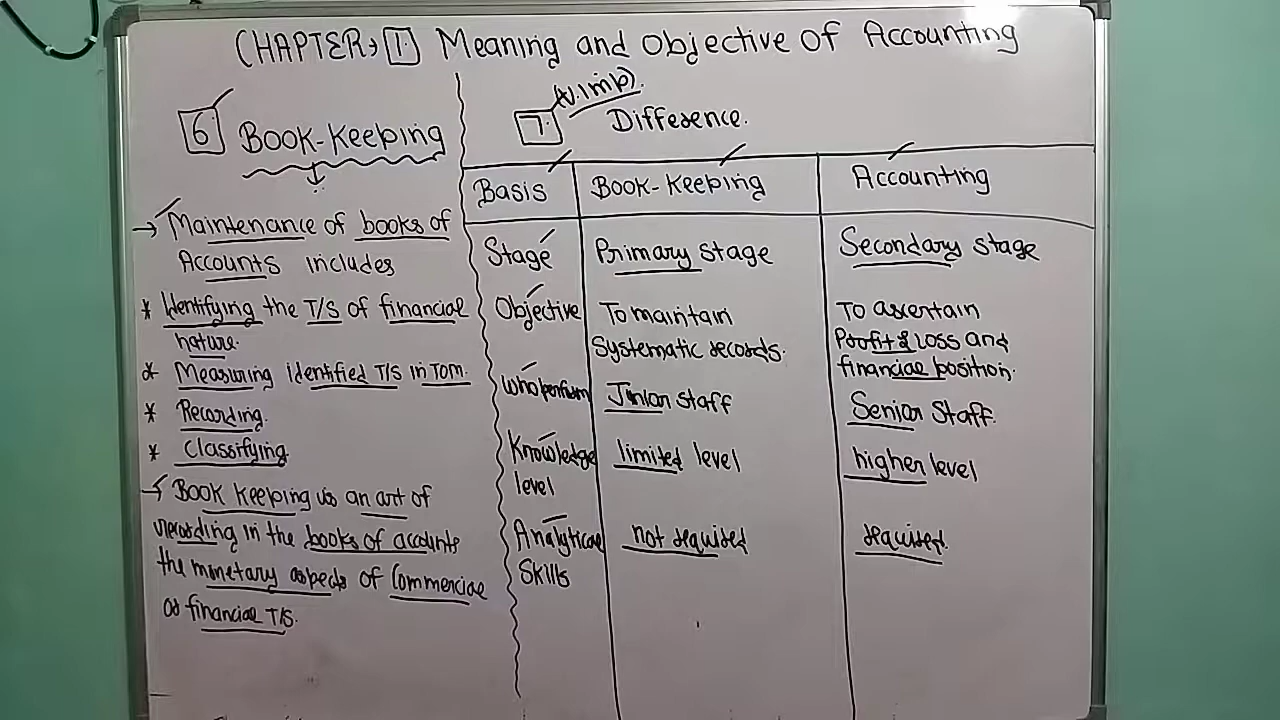 CHAPTER → 1 Meaning and Objective of Accounting
6 BOOK-Keeping
→ Maintenance of books of
Accounts includes
* Identifying the T/S of financial
nature.
* Measuring identified T/S in TOM.
* Recording.
* Classifying
→ BOOK Keeping is an art of
recording in the books of accounts
the monetary aspects of Commercial
or financial T/S.
(V.imp).
7. Difference.
Basis BOOK-Keeping Accounting
Stage Primary stage Secondary stage
Objective To maintain Systematic records. To ascertain Profit & Loss and financial position.
Who perform Junior staff Senior Staff.
Knowledge level limited level higher level
Analytical Skills not required required.